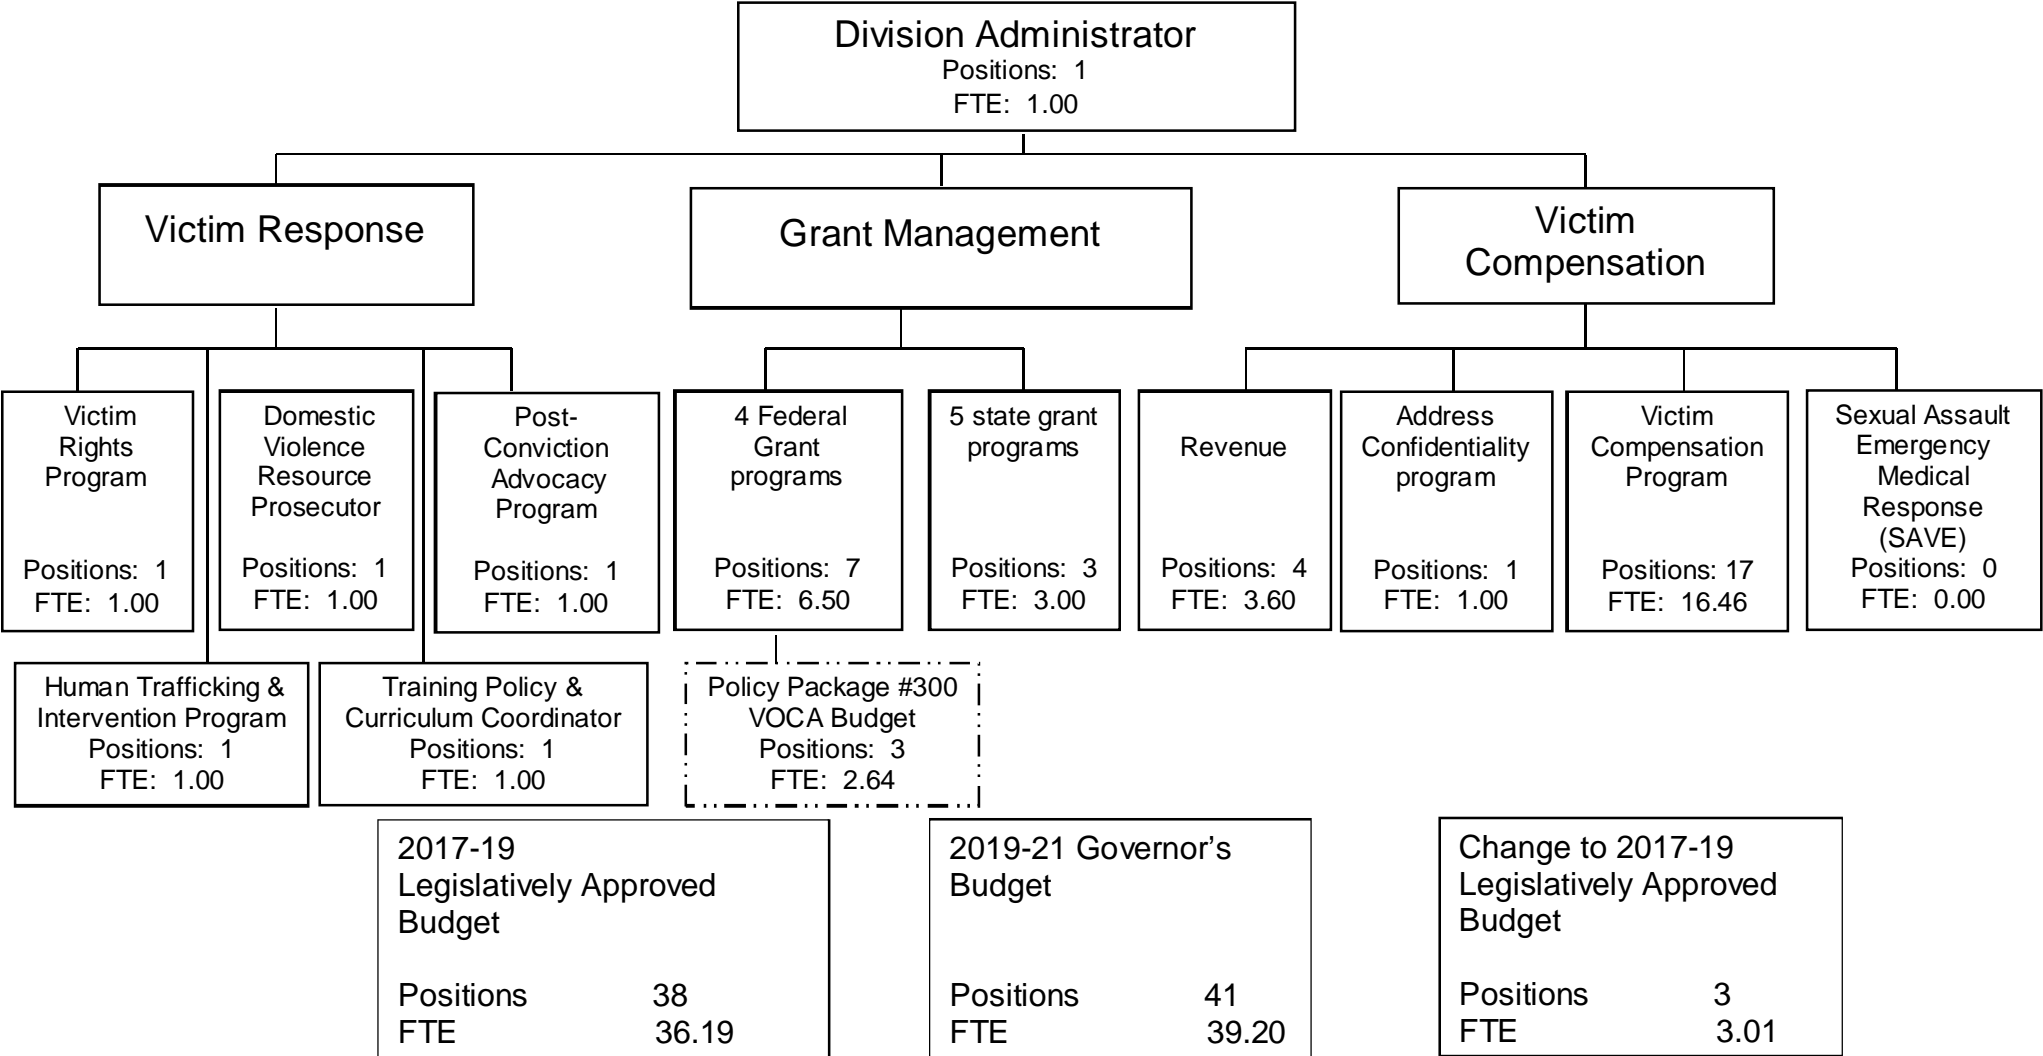 Division Administrator
Positions: 1
FTE: 1.00
Victim Response
Grant Management
Victim
Compensation
Victim
Rights
Program
Positions: 1
FTE: 1.00
Domestic
Violence
Resource
Prosecutor
Positions: 1
FTE: 1.00
Post-
Conviction
Advocacy
Program
Positions: 1
FTE: 1.00
4 Federal
Grant
programs
Positions: 7
FTE: 6.50
5 state grant
programs
Positions: 3
FTE: 3.00
Revenue
Positions: 4
FTE: 3.60
Address
Confidentiality
program
Positions: 1
FTE: 1.00
Victim
Compensation
Program
Positions: 17
FTE: 16.46
Sexual Assault
Emergency
Medical
Response
(SAVE)
Positions: 0
FTE: 0.00
Human Trafficking &
Intervention Program
Positions: 1
FTE: 1.00
Training Policy &
Curriculum Coordinator
Positions: 1
FTE: 1.00
Policy Package #300
VOCA Budget
Positions: 3
FTE: 2.64
2017-19
Legislatively Approved
Budget
Positions 38
FTE 36.19
2019-21 Governor’s
Budget
Positions 41
FTE 39.20
Change to 2017-19
Legislatively Approved
Budget
Positions 3
FTE 3.01